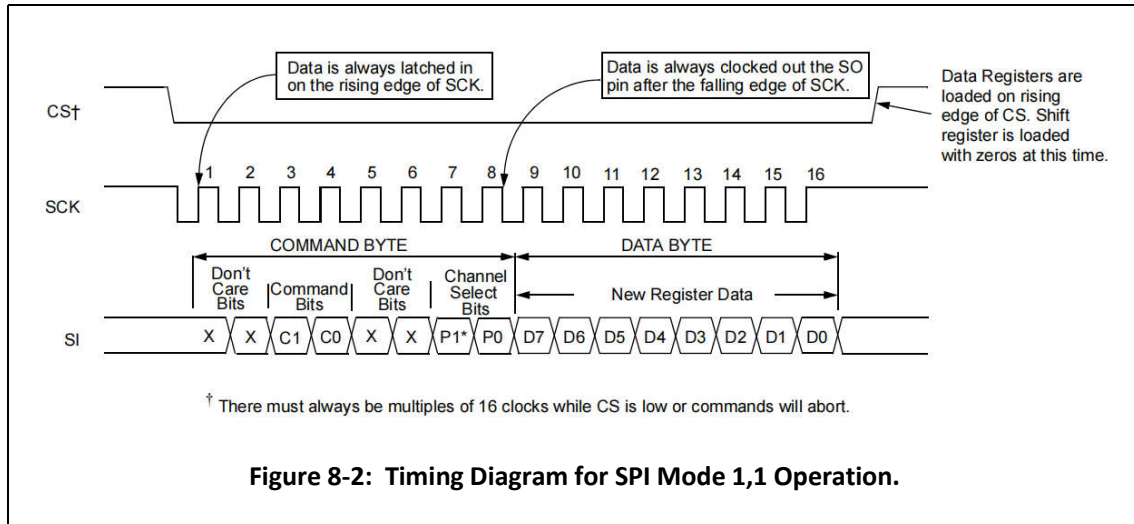 Data is always latched in
on the rising edge of SCK.
Data is always clocked out the SO
pin after the falling edge of SCK.
Data Registers are
loaded on rising
edge of CS. Shift
register is loaded
with zeros at this time.
CS†
1 2 3 4 5 6 7 8 9 10 11 12 13 14 15 16
SCK
COMMAND BYTE DATA BYTE
Don't
Care
Bits
Command
Bits
Don't
Care
Bits
Channel
Select
Bits
New Register Data
SI X X C1 C0 X X P1* P0 D7 D6 D5 D4 D3 D2 D1 D0
† There must always be multiples of 16 clocks while CS is low or commands will abort.
Figure 8-2: Timing Diagram for SPI Mode 1,1 Operation.